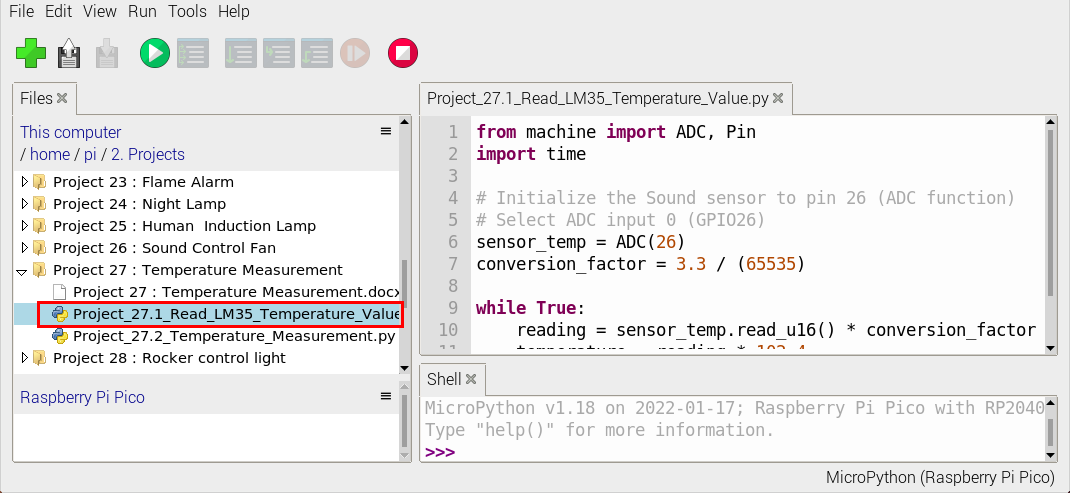 File Edit View Run Tools Help
Files
This computer
/ home / pi / 2. Projects
Project 23 : Flame Alarm
Project 24 : Night Lamp
Project 25 : Human  Induction Lamp
Project 26 : Sound Control Fan
Project 27 : Temperature Measurement
Project 27 : Temperature Measurement.docx
Project_27.1_Read_LM35_Temperature_Value
Project_27.2_Temperature_Measurement.py
Project 28 : Rocker control light
Raspberry Pi Pico
Project_27.1_Read_LM35_Temperature_Value.py
1 from machine import ADC, Pin
2 import time
3
4 # Initialize the Sound sensor to pin 26 (ADC function)
5 # Select ADC input 0 (GPIO26)
6 sensor_temp = ADC(26)
7 conversion_factor = 3.3 / (65535)
8
9 while True:
10     reading = sensor_temp.read_u16() * conversion_factor
11     temperature = reading * 102.4
Shell
MicroPython v1.18 on 2022-01-17; Raspberry Pi Pico with RP2040
Type "help()" for more information.
>>>
MicroPython (Raspberry Pi Pico)